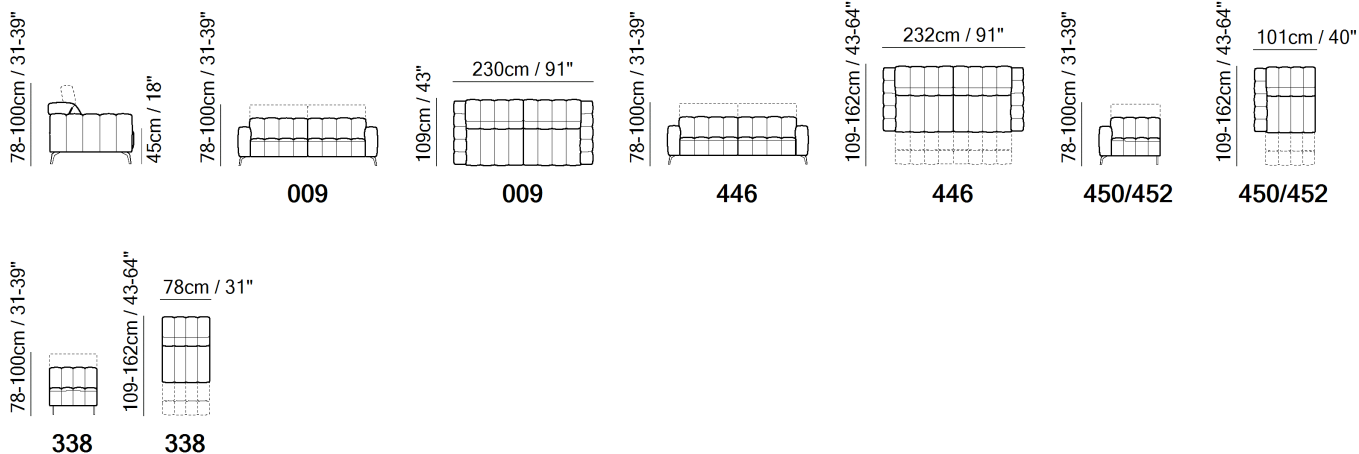 78-100cm / 31-39"
45cm / 18"
78-100cm / 31-39"
009
109cm / 43"
230cm / 91"
009
78-100cm / 31-39"
446
109-162cm / 43-64"
232cm / 91"
446
78-100cm / 31-39"
450/452
109-162cm / 43-64"
101cm / 40"
450/452
78-100cm / 31-39"
338
109-162cm / 43-64"
78cm / 31"
338